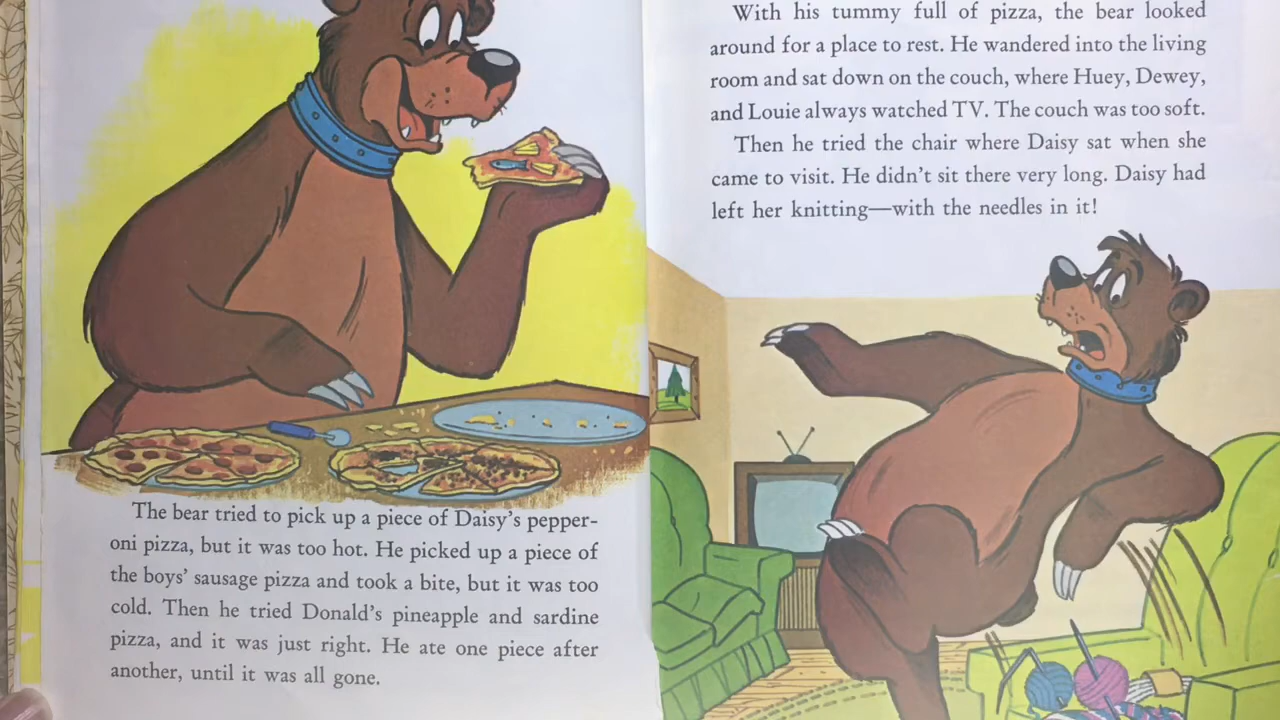 The bear tried to pick up a piece of Daisy's pepper-
oni pizza, but it was too hot. He picked up a piece of
the boys' sausage pizza and took a bite, but it was too
cold. Then he tried Donald's pineapple and sardine
pizza, and it was just right. He ate one piece after
another, until it was all gone.
With his tummy full of pizza, the bear looked
around for a place to rest. He wandered into the living
room and sat down on the couch, where Huey, Dewey,
and Louie always watched TV. The couch was too soft.
Then he tried the chair where Daisy sat when she
came to visit. He didn't sit there very long. Daisy had
left her knitting—with the needles in it!